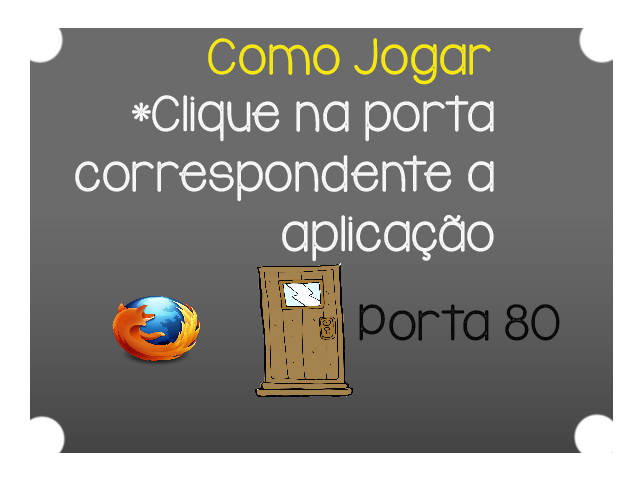 Como Jogar
*Clique na porta
correspondente a
aplicação
porta 80